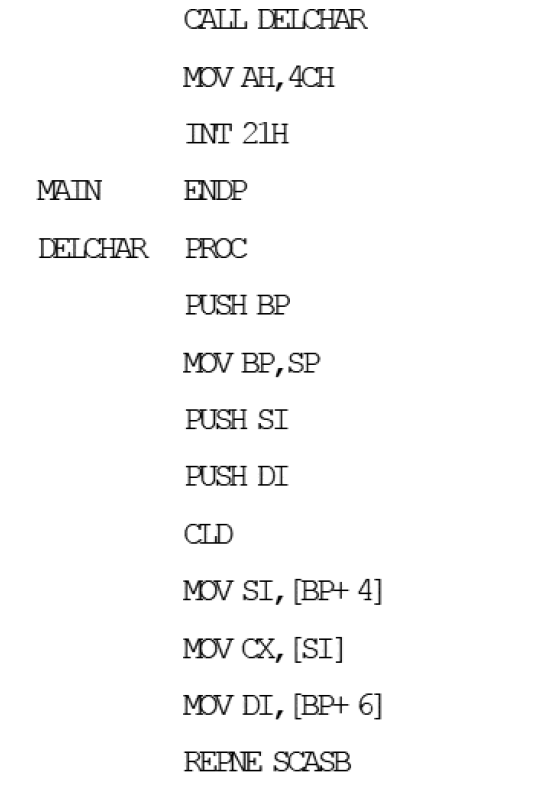 CALL DELCHAR
MOV AH,4CH
INT 21H
MAIN ENDP
DELCHAR PROC
PUSH BP
MOV BP,SP
PUSH SI
PUSH DI
CLD
MOV SI,[BP+ 4]
MOV CX,[SI]
MOV DI,[BP+ 6]
REPNE SCASB